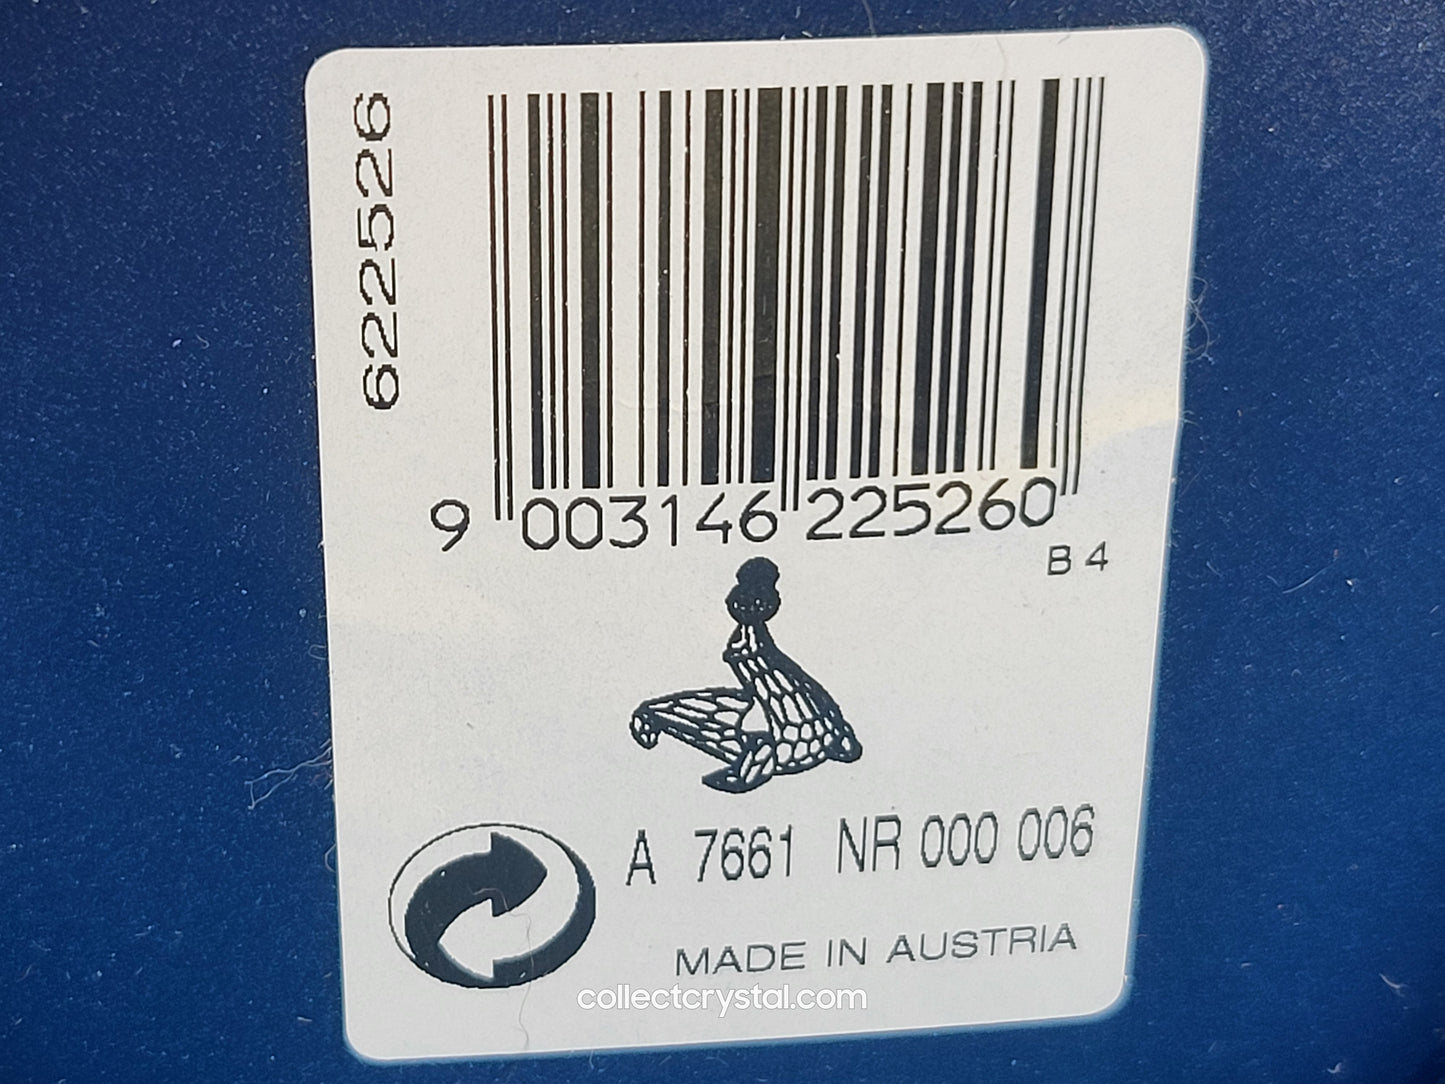 622526
9 003146 225260
B 4
A 7661 NR 000 006
MADE IN AUSTRIA
collectcrystal.com